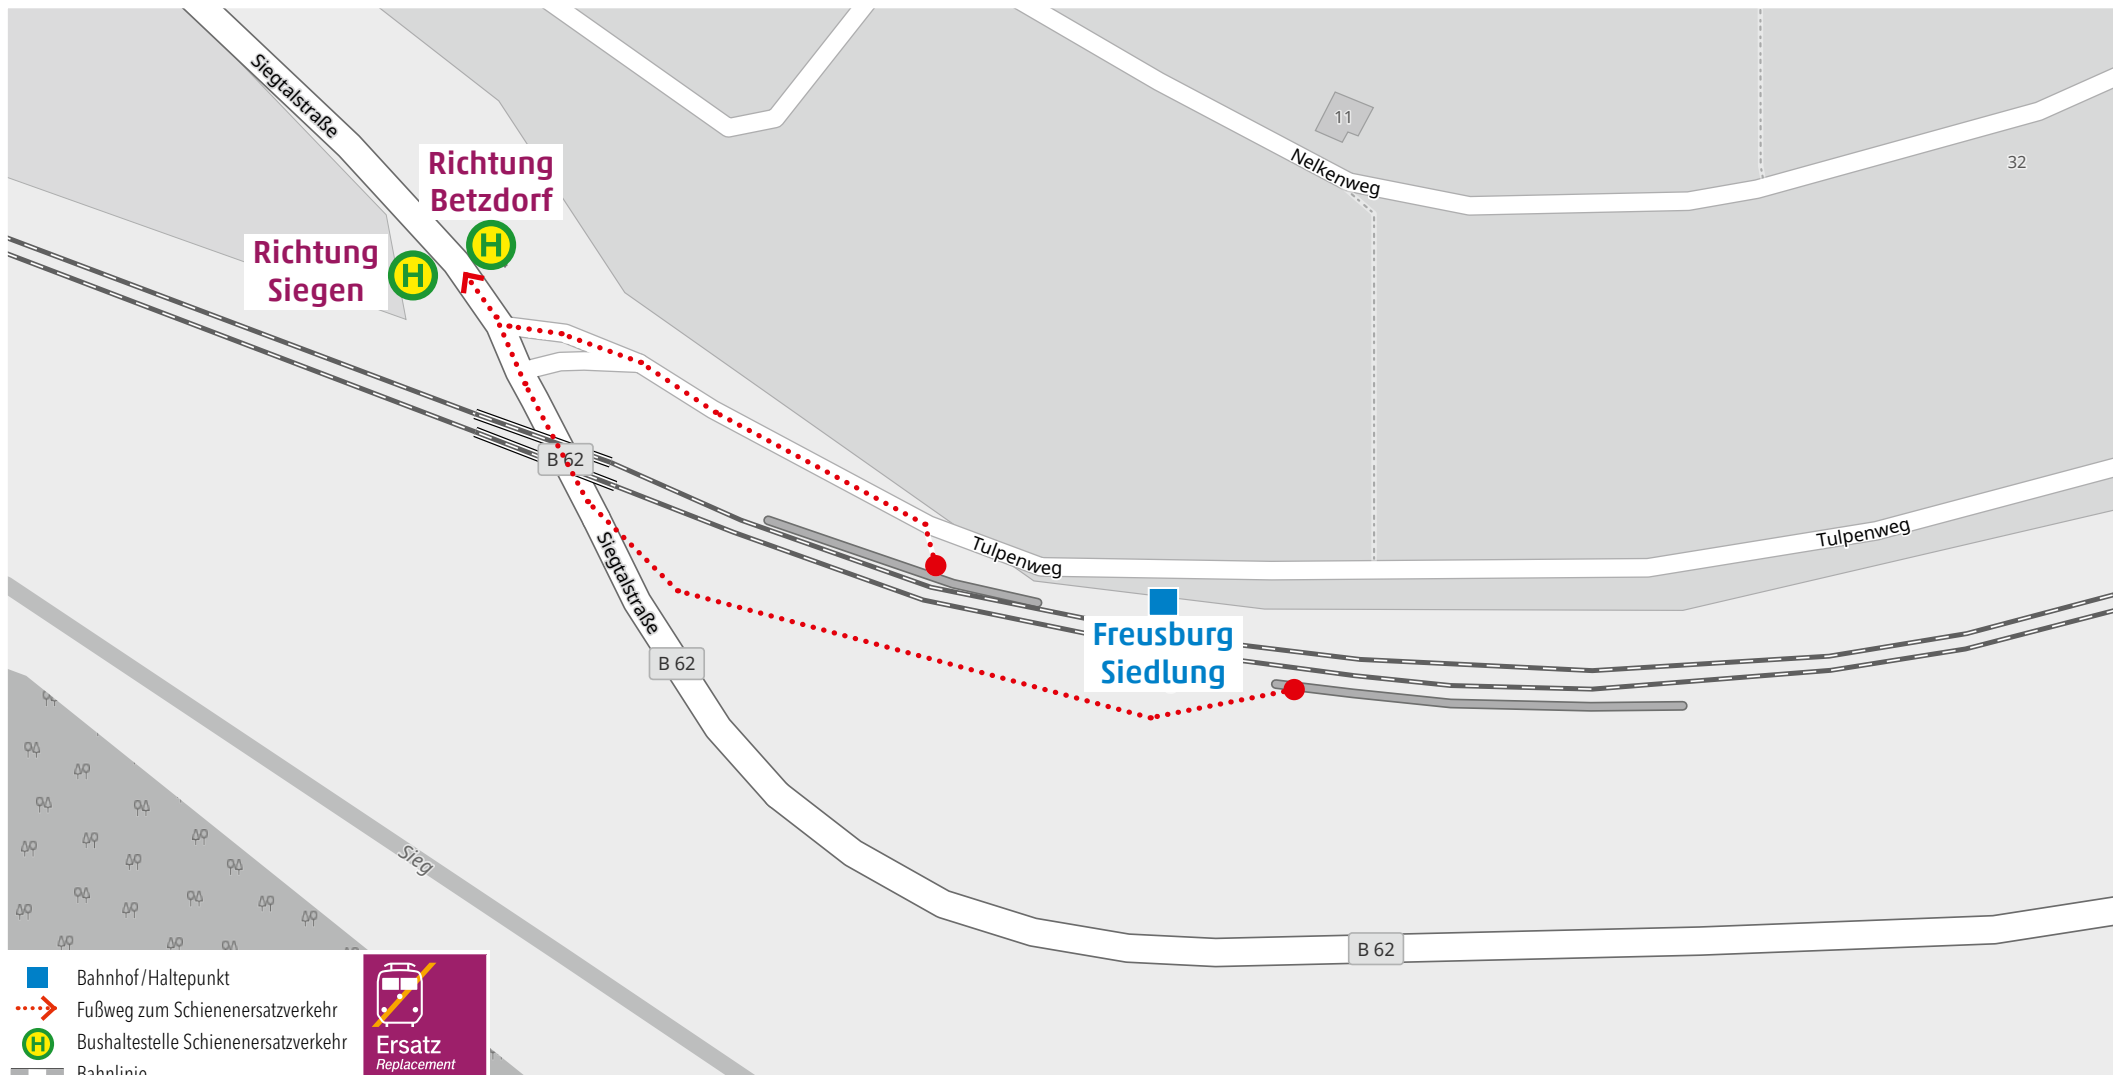 Siegtalstraße
Richtung
Betzdorf
H
Richtung
Siegen
H
11
Nelkenweg
32
B 62
Siegtalstraße
Tulpenweg
Tulpenweg
Freusburg
Siedlung
B 62
Sieg
B 62
Bahnhof/Haltepunkt
Fußweg zum Schienenersatzverkehr
H
Bushaltestelle Schienenersatzverkehr
Bahnlinie
Ersatz
Replacement